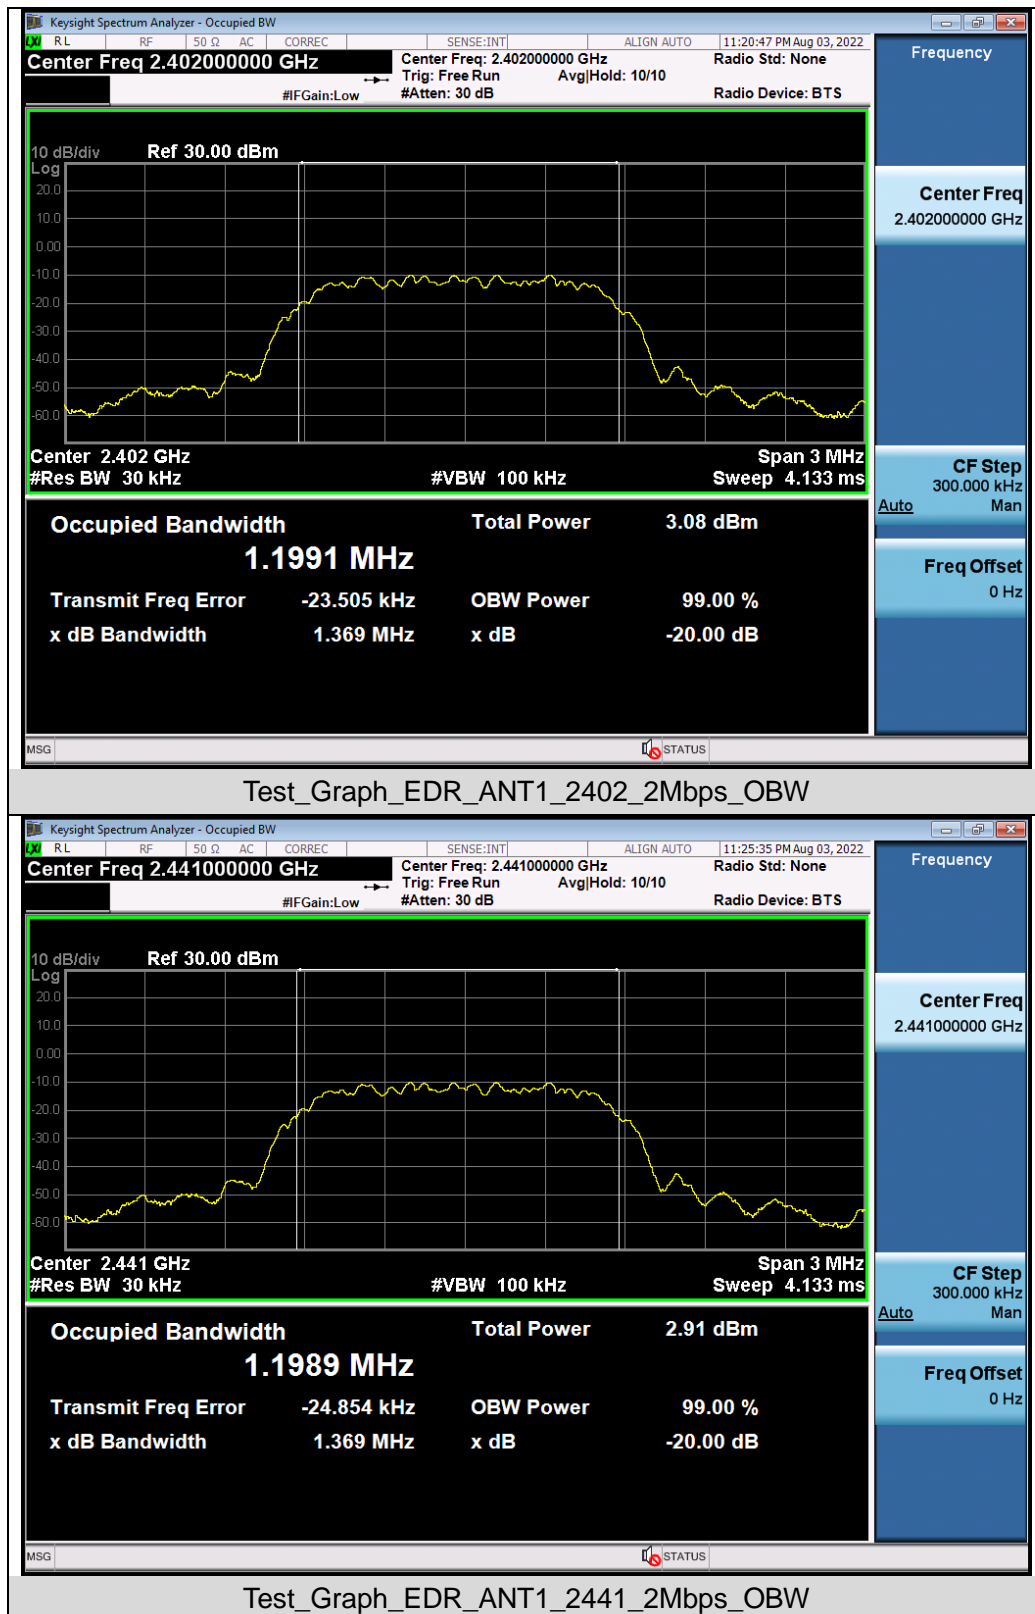 Keysight Spectrum Analyzer - Occupied BW
LXI RL RF 50 Ω AC CORREC SENSE:INT ALIGN AUTO 11:20:47 PM Aug 03, 2022
Center Freq 2.402000000 GHz
Center Freq: 2.402000000 GHz
Radio Std: None
Trig: Free Run Avg|Hold: 10/10
#IFGain:Low
#Atten: 30 dB
Radio Device: BTS
10 dB/div Ref 30.00 dBm
Log
20.0
10.0
0.00
-10.0
-20.0
-30.0
-40.0
-50.0
-60.0
Center 2.402 GHz Span 3 MHz
#Res BW 30 kHz #VBW 100 kHz Sweep 4.133 ms
Occupied Bandwidth Total Power 3.08 dBm
1.1991 MHz
Transmit Freq Error -23.505 kHz OBW Power 99.00 %
x dB Bandwidth 1.369 MHz x dB -20.00 dB
MSG STATUS
Frequency
Center Freq
2.402000000 GHz
CF Step
300.000 kHz
Auto Man
Freq Offset
0 Hz
Test_Graph_EDR_ANT1_2402_2Mbps_OBW
Keysight Spectrum Analyzer - Occupied BW
LXI RL RF 50 Ω AC CORREC SENSE:INT ALIGN AUTO 11:25:35 PM Aug 03, 2022
Center Freq 2.441000000 GHz
Center Freq: 2.441000000 GHz
Radio Std: None
Trig: Free Run Avg|Hold: 10/10
#IFGain:Low
#Atten: 30 dB
Radio Device: BTS
10 dB/div Ref 30.00 dBm
Log
20.0
10.0
0.00
-10.0
-20.0
-30.0
-40.0
-50.0
-60.0
Center 2.441 GHz Span 3 MHz
#Res BW 30 kHz #VBW 100 kHz Sweep 4.133 ms
Occupied Bandwidth Total Power 2.91 dBm
1.1989 MHz
Transmit Freq Error -24.854 kHz OBW Power 99.00 %
x dB Bandwidth 1.369 MHz x dB -20.00 dB
MSG STATUS
Frequency
Center Freq
2.441000000 GHz
CF Step
300.000 kHz
Auto Man
Freq Offset
0 Hz
Test_Graph_EDR_ANT1_2441_2Mbps_OBW